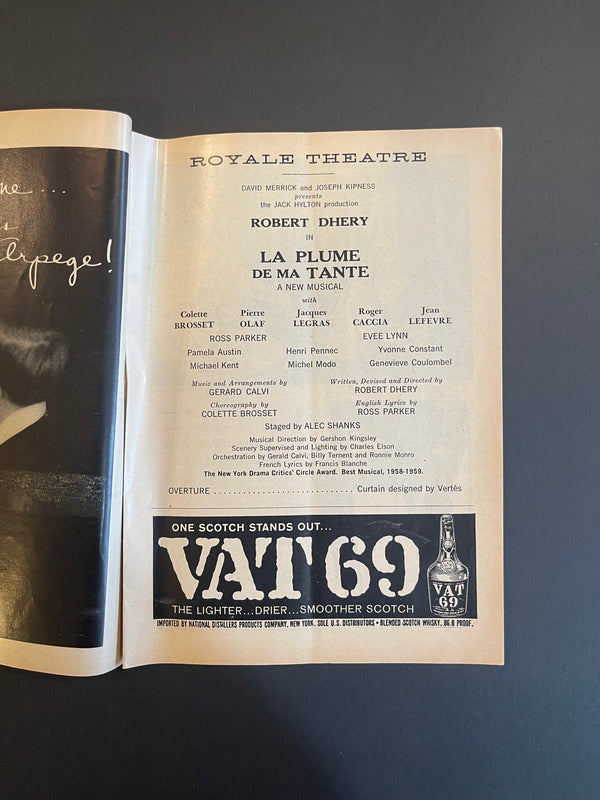 ne...
Arpege!
ROYALE THEATRE
DAVID MERRICK and JOSEPH KIPNESS
presents
the JACK HYLTON production
ROBERT DHERY
IN
LA PLUME
DE MA TANTE
A NEW MUSICAL
with
Colette Pierre Jacques Roger Jean
BROSSET OLAF LEGRAS CACCIA LEFEVRE
ROSS PARKER EVEE LYNN
Pamela Austin Henri Pennec Yvonne Constant
Michael Kent Michel Modo Genevieve Coulombel
Music and Arrangements by Written, Devised and Directed by
GERARD CALVI ROBERT DHERY
Choreography by English Lyrics by
COLETTE BROSSET ROSS PARKER
Staged by ALEC SHANKS
Musical Direction by Gershon Kingsley
Scenery Supervised and Lighting by Charles Elson
Orchestration by Gerald Calvi, Billy Ternent and Ronnie Monro
French Lyrics by Francis Blanche
The New York Drama Critics' Circle Award. Best Musical, 1958-1959.
OVERTURE ............................ Curtain designed by Vertès
ONE SCOTCH STANDS OUT...
VAT 69
THE LIGHTER...DRIER...SMOOTHER SCOTCH
VAT
69
IMPORTED BY NATIONAL DISTILLERS PRODUCTS COMPANY, NEW YORK. SOLE U.S. DISTRIBUTORS • BLENDED SCOTCH WHISKY. 86.8 PROOF.